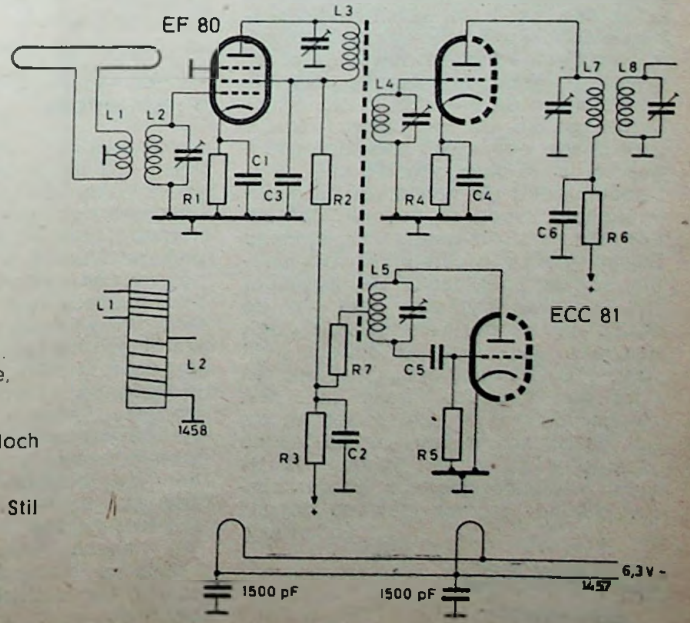 EF 80
L3
L1
L2
L4
L7
L8
R1
C1
C3
R2
R4
C4
C6
R6
L1
L2
1458
L5
ECC 81
R7
C5
e,
loch
R3
C2
R5
Stil
6,3V~
1457
1500 pF
1500 pF